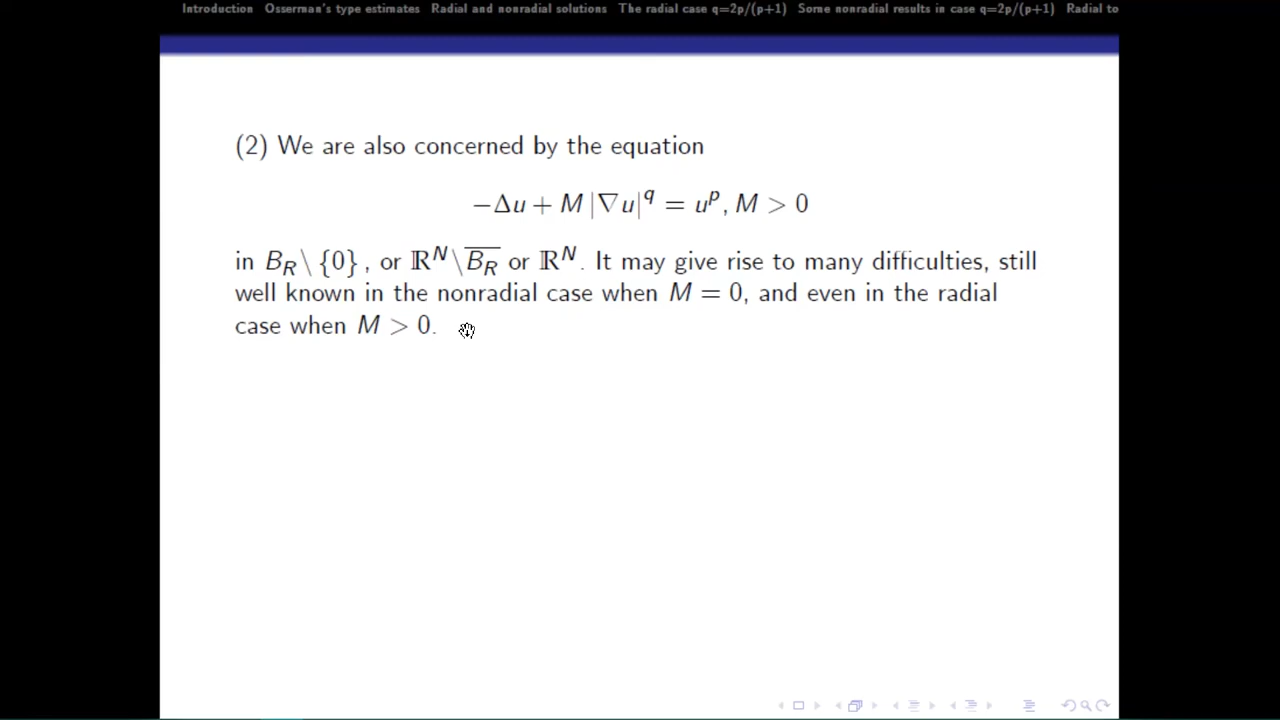 Introduction Osserman's type estimates Radial and nonradial solutions The radial case q=2p/(p+1) Some nonradial results in case q=2p/(p+1) Radial to
(2) We are also concerned by the equation
−Δu + M |∇u|^q = u^p, M > 0
in B_R\ {0} , or ℝ^N\\overline{B_R} or ℝ^N. It may give rise to many difficulties, still
well known in the nonradial case when M = 0, and even in the radial
case when M > 0.